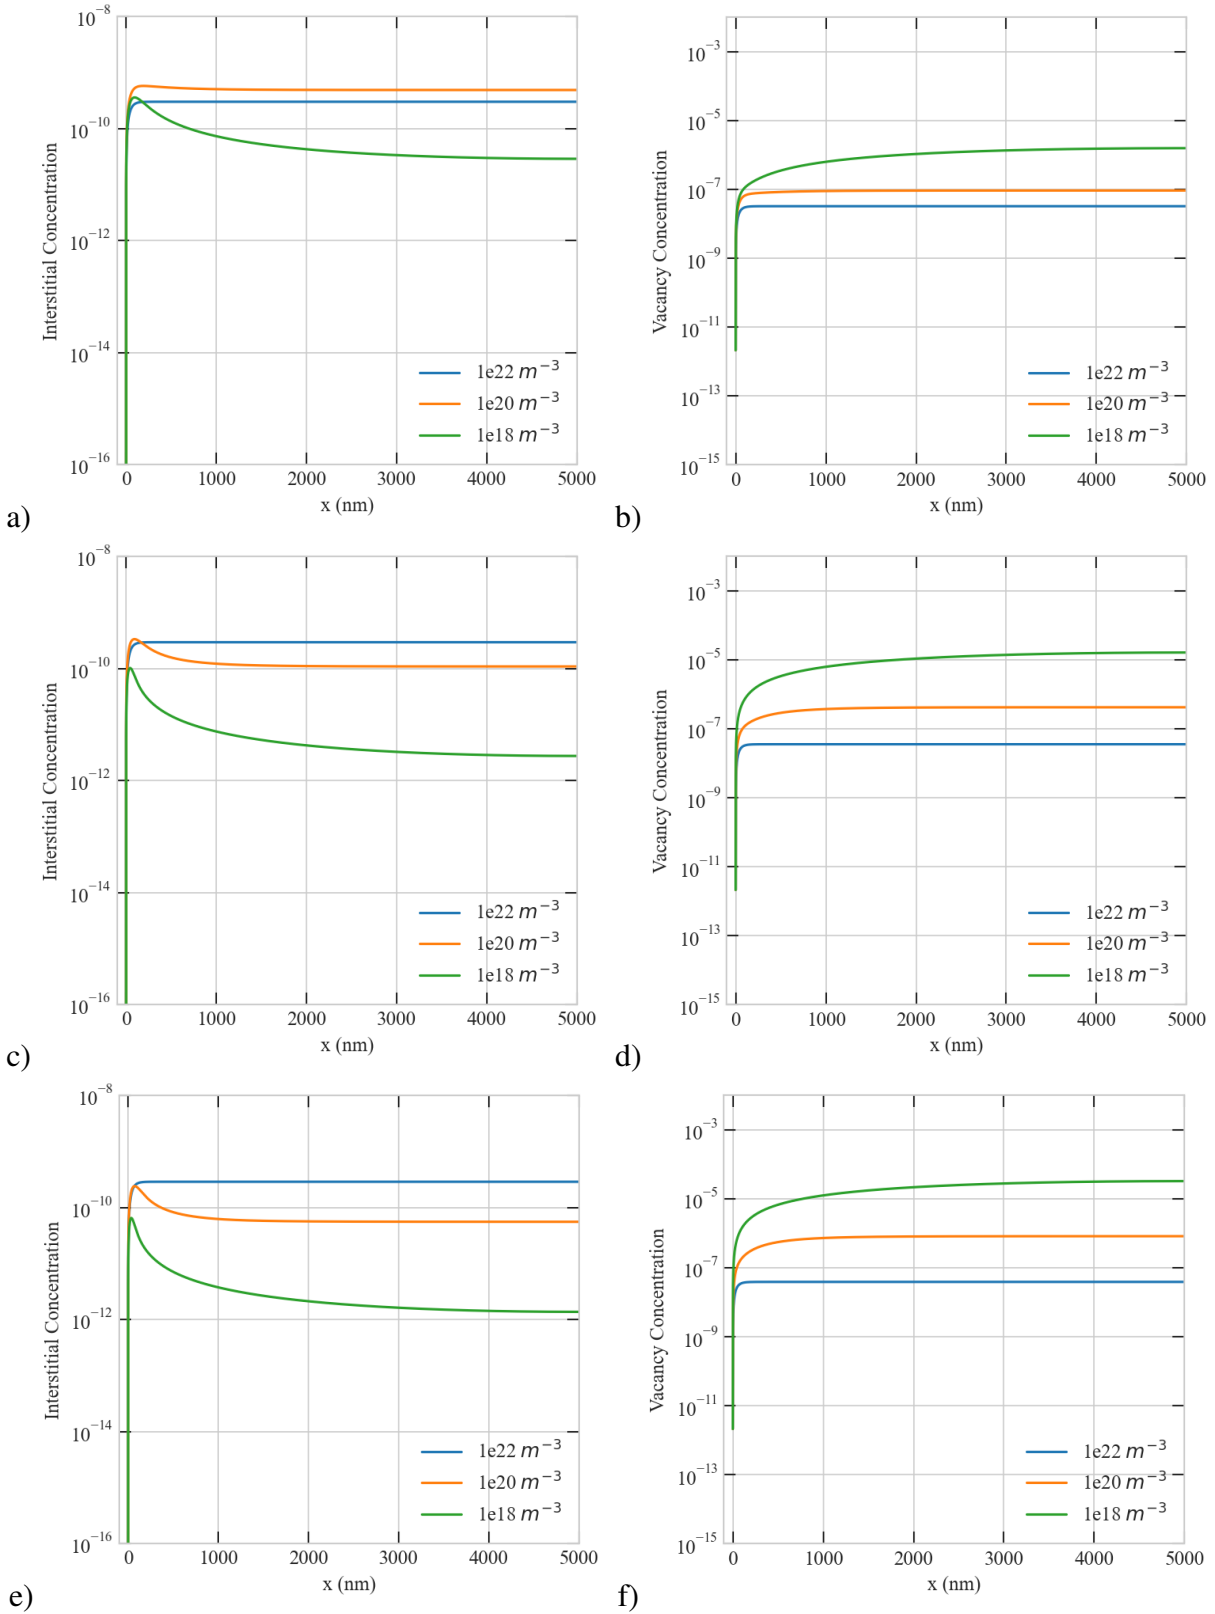 10⁻⁸
10⁻¹⁰
10⁻¹²
10⁻¹⁴
10⁻¹⁶
Interstitial Concentration
1e22 m⁻³
1e20 m⁻³
1e18 m⁻³
0 1000 2000 3000 4000 5000
x (nm)
a)
10⁻³
10⁻⁵
10⁻⁷
10⁻⁹
10⁻¹¹
10⁻¹³
10⁻¹⁵
Vacancy Concentration
1e22 m⁻³
1e20 m⁻³
1e18 m⁻³
0 1000 2000 3000 4000 5000
x (nm)
b)
10⁻⁸
10⁻¹⁰
10⁻¹²
10⁻¹⁴
10⁻¹⁶
Interstitial Concentration
1e22 m⁻³
1e20 m⁻³
1e18 m⁻³
0 1000 2000 3000 4000 5000
x (nm)
c)
10⁻³
10⁻⁵
10⁻⁷
10⁻⁹
10⁻¹¹
10⁻¹³
10⁻¹⁵
Vacancy Concentration
1e22 m⁻³
1e20 m⁻³
1e18 m⁻³
0 1000 2000 3000 4000 5000
x (nm)
d)
10⁻⁸
10⁻¹⁰
10⁻¹²
10⁻¹⁴
10⁻¹⁶
Interstitial Concentration
1e22 m⁻³
1e20 m⁻³
1e18 m⁻³
0 1000 2000 3000 4000 5000
x (nm)
e)
10⁻³
10⁻⁵
10⁻⁷
10⁻⁹
10⁻¹¹
10⁻¹³
10⁻¹⁵
Vacancy Concentration
1e22 m⁻³
1e20 m⁻³
1e18 m⁻³
0 1000 2000 3000 4000 5000
x (nm)
f)